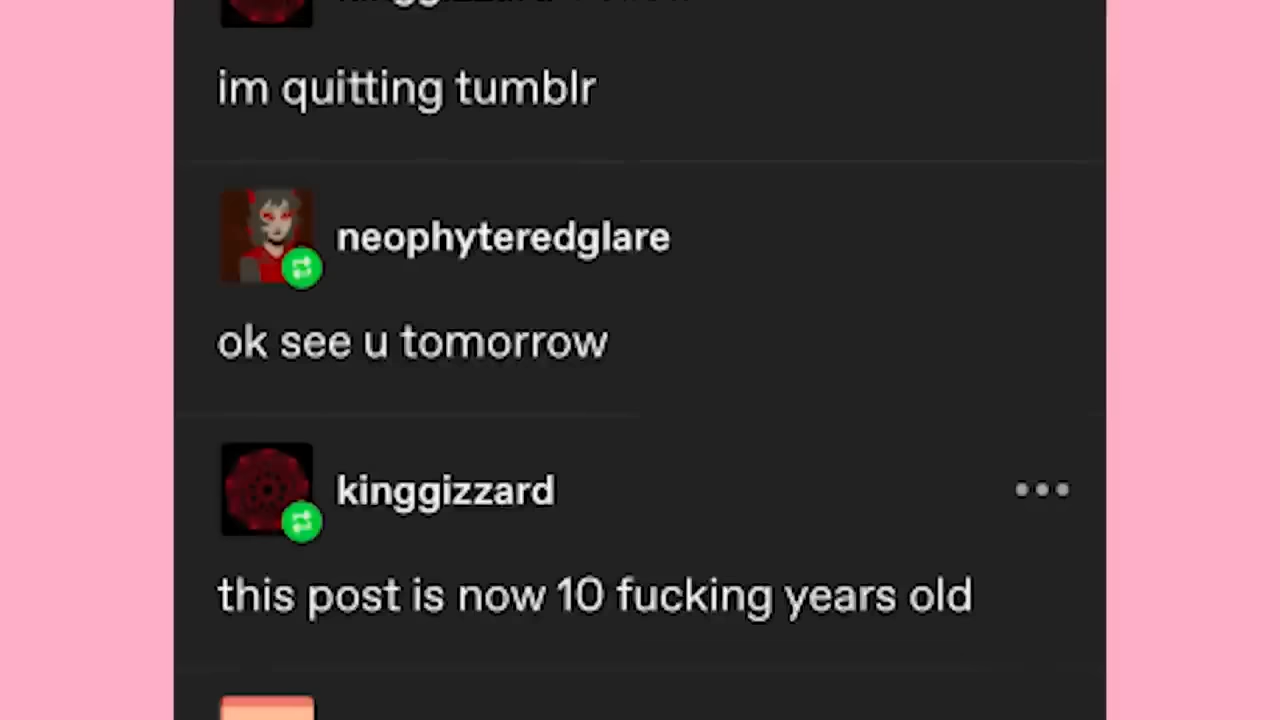 im quitting tumblr
neophyteredglare
ok see u tomorrow
kinggizzard
this post is now 10 fucking years old